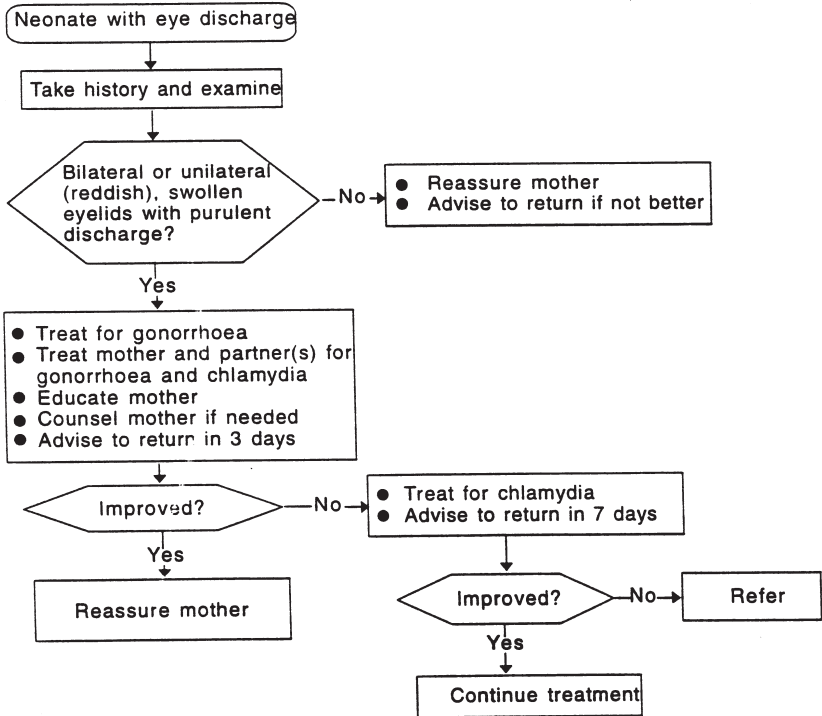 Neonate with eye discharge
Take history and examine
Bilateral or unilateral
(reddish), swollen
eyelids with purulent
discharge?
No
● Reassure mother
● Advise to return if not better
Yes
● Treat for gonorrhoea
● Treat mother and partner(s) for
gonorrhoea and chlamydia
● Educate mother
● Counsel mother if needed
● Advise to return in 3 days
Improved?
No
● Treat for chlamydia
● Advise to return in 7 days
Yes
Reassure mother
Improved?
No
Refer
Yes
Continue treatment